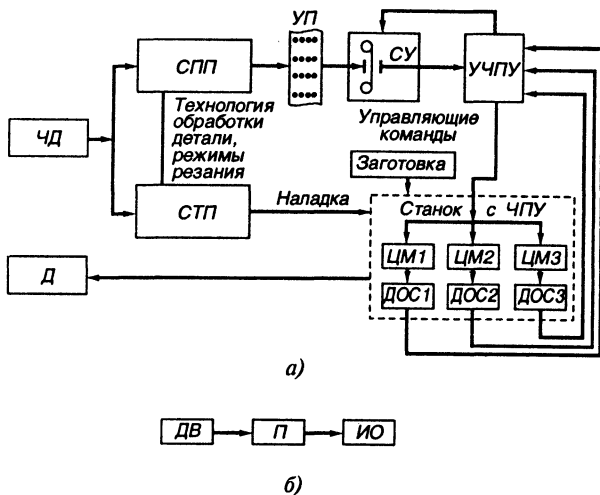 УП
СПП
СУ
УЧПУ
Технология
обработки
детали,
режимы
резания
Управляющие
команды
ЧД
Заготовка
СТП
Наладка
Станок с ЧПУ
ЦМ1
ЦМ2
ЦМ3
Д
ДОС1
ДОС2
ДОС3
а)
ДВ
П
ИО
б)